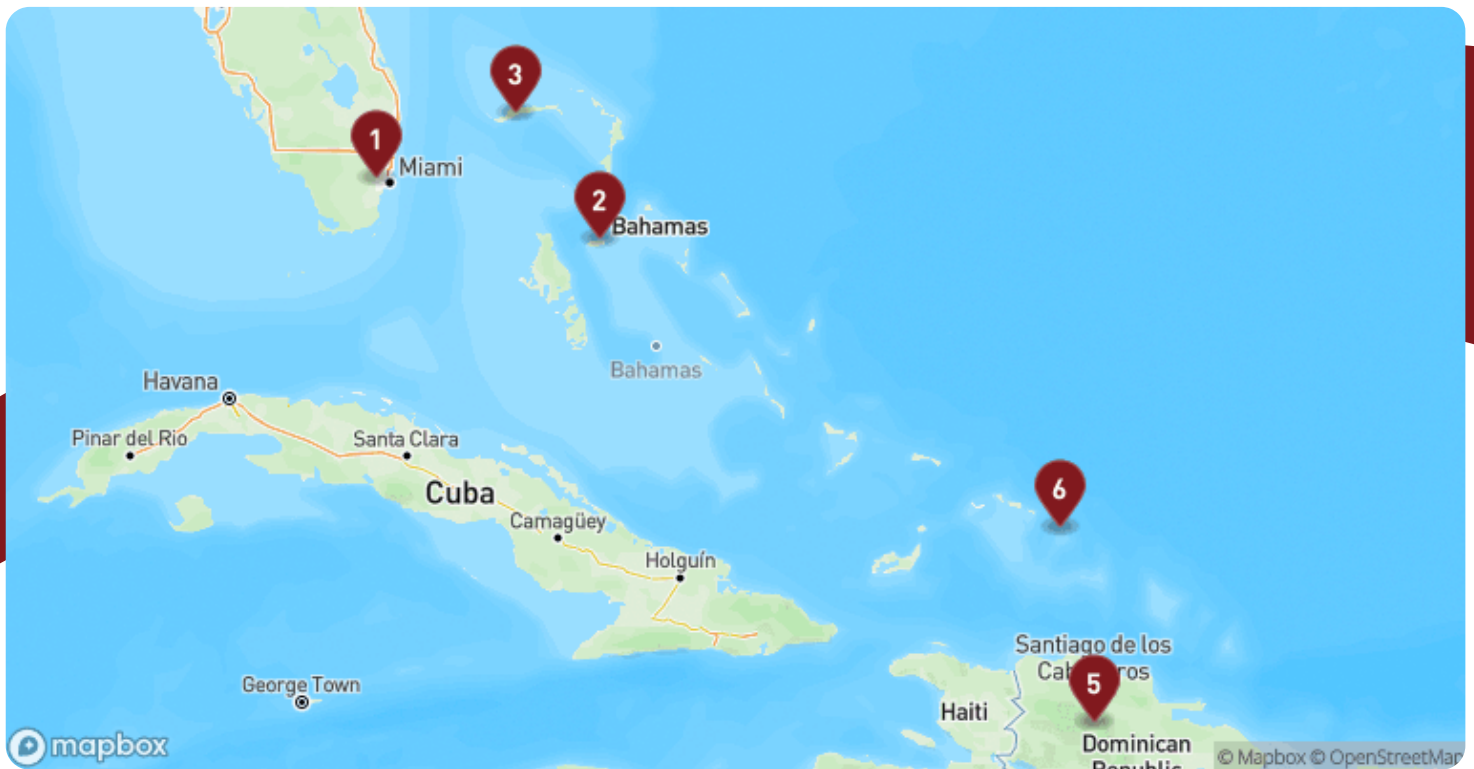 3
1
Miami
2
Bahamas
Bahamas
Havana
Pinar del Rio
Santa Clara
Cuba
6
Camagüey
Holguín
Santiago de los
5
George Town
Haiti
Dominican
Republic
mapbox
© Mapbox © OpenStreetMap